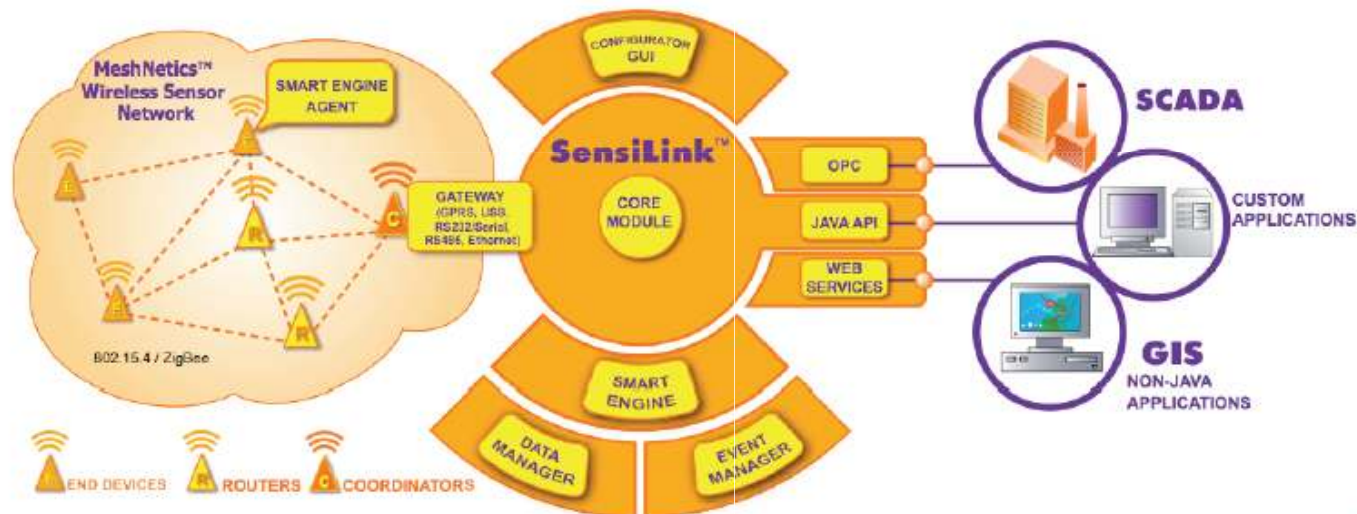 MeshNetics™
Wireless Sensor
Network
SMART ENGINE
AGENT
E
E
R
C
E
R
802.15.4 / ZigBee
GATEWAY
(GPRS, USB,
RS232/Serial,
RS485, Ethernet)
CONFIGURATOR
GUI
SensiLink™
CORE
MODULE
OPC
JAVA API
WEB
SERVICES
SMART
ENGINE
DATA
MANAGER
EVENT
MANAGER
SCADA
CUSTOM
APPLICATIONS
GIS
NON-JAVA
APPLICATIONS
E END DEVICES
R ROUTERS
C COORDINATORS